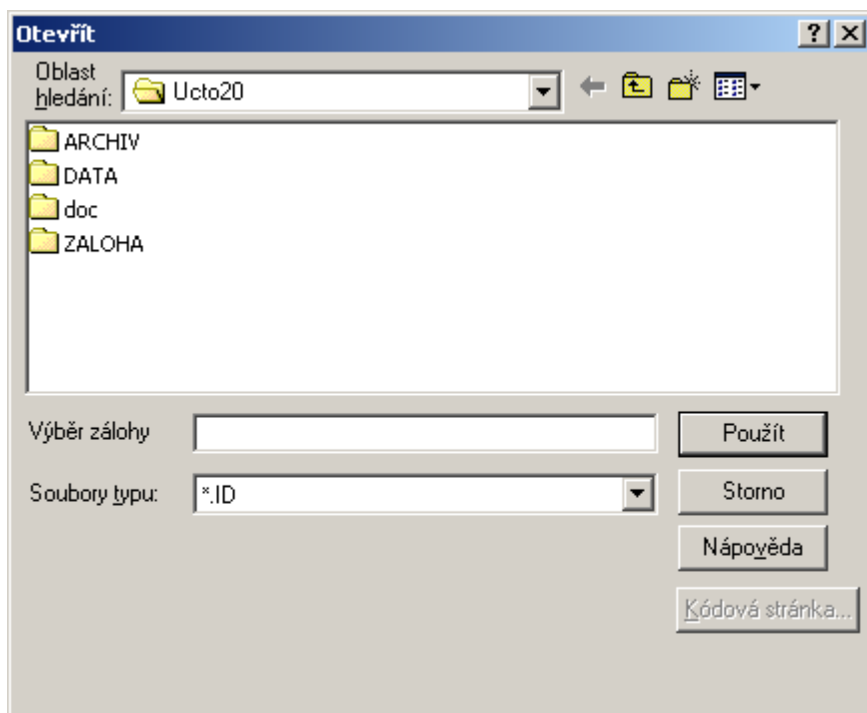 Otevřít
Oblast
hledání:
Ucto20
ARCHIV
DATA
doc
ZALOHA
Výběr zálohy
Použít
Soubory typu:
*.ID
Storno
Nápověda
Kódová stránka...